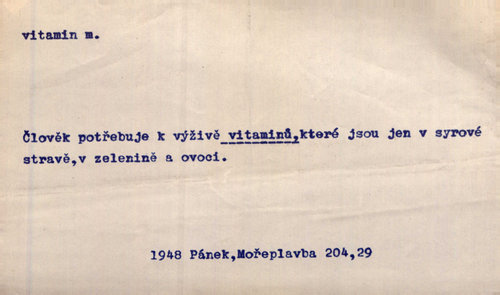 vitamin m.
Člověk potřebuje k výživě vitaminů,které jsou jen v syrové
stravě,v zelenině a ovoci.
1948 Pánek,Mořeplavba 204,29